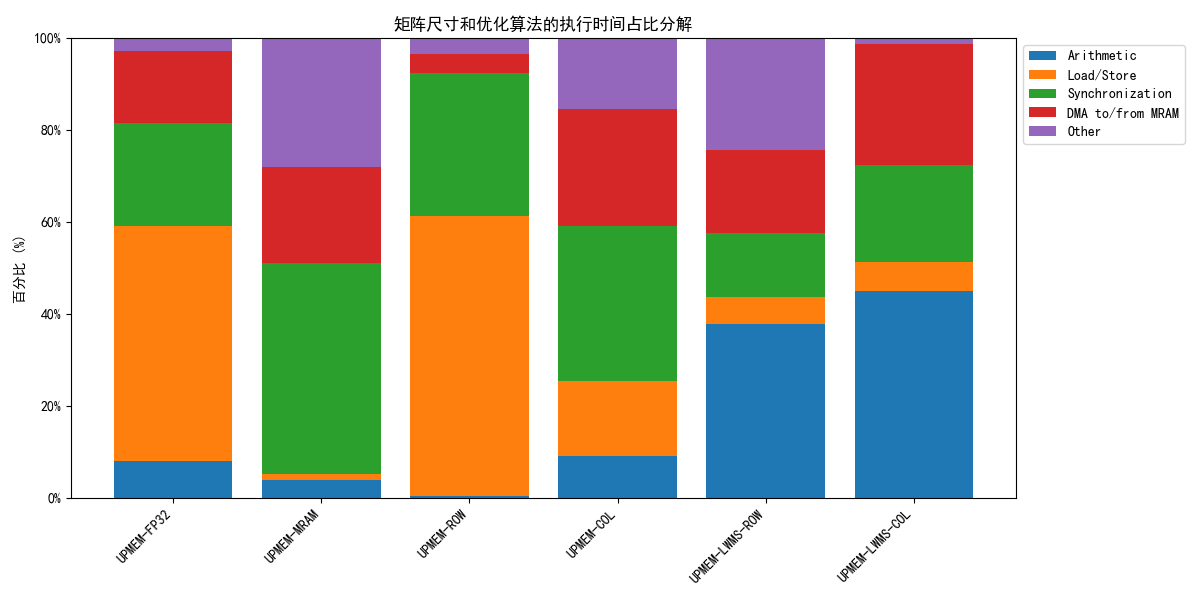 矩阵尺寸和优化算法的执行时间占比分解
百分比 (%)
100%
80%
60%
40%
20%
0%
UPMEM-FP32
UPMEM-MRAM
UPMEM-ROW
UPMEM-COL
UPMEM-LWMS-ROW
UPMEM-LWMS-COL
Arithmetic
Load/Store
Synchronization
DMA to/from MRAM
Other